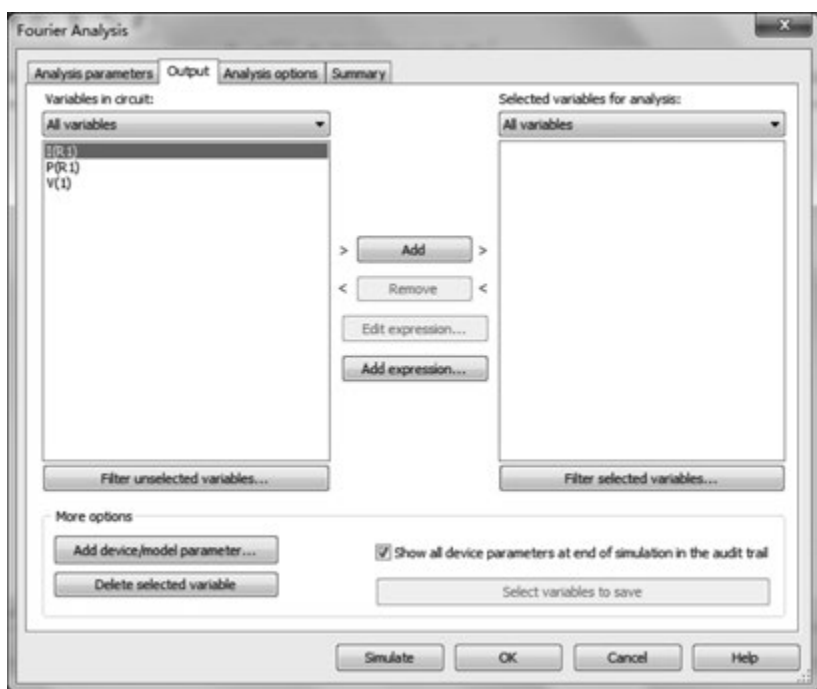 Fourier Analysis
x
Analysis parameters Output Analysis options Summary
Variables in circuit:
All variables
I(R1)
P(R1)
V(1)
Selected variables for analysis:
All variables
> Add >
< Remove <
Edit expression...
Add expression...
Filter unselected variables...
Filter selected variables...
More options
Add device/model parameter...
Delete selected variable
Show all device parameters at end of simulation in the audit trail
Select variables to save
Simulate OK Cancel Help